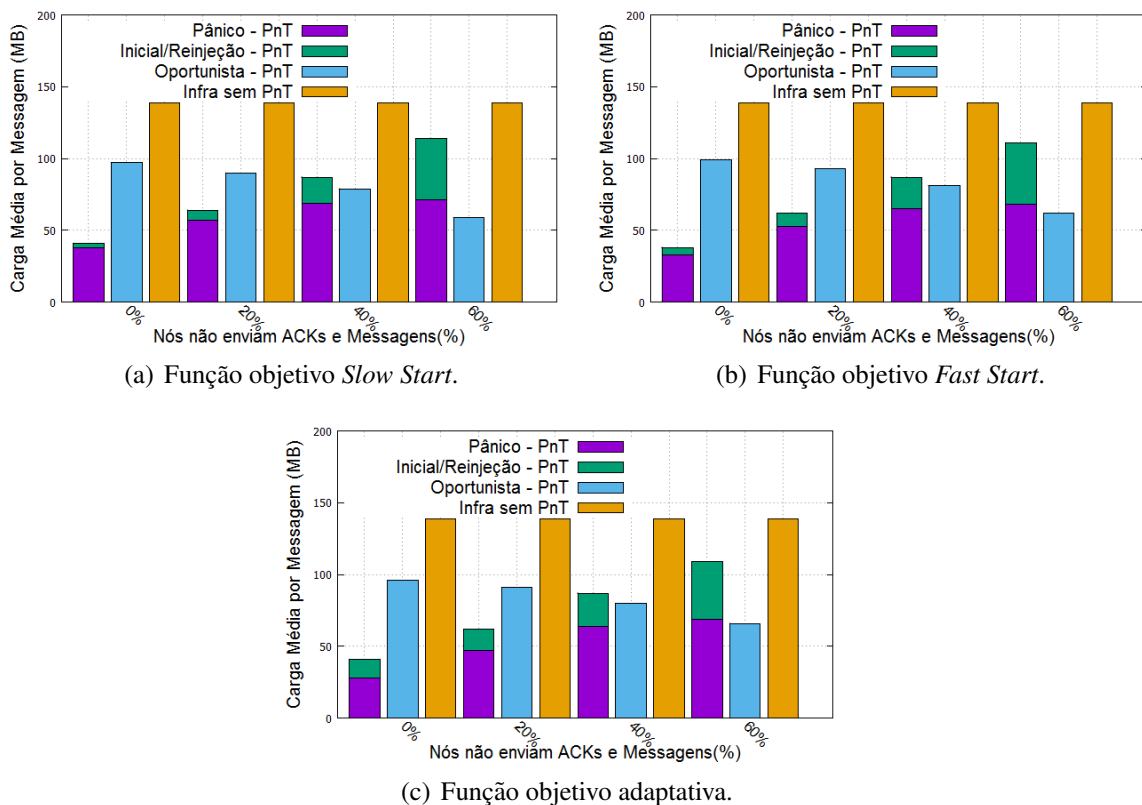 200
150
100
50
0
Carga Média por Messagem (MB)
Pânico - PnT
Inicial/Reinjeção - PnT
Oportunista - PnT
Infra sem PnT
0%
20%
40%
60%
Nós não enviam ACKs e Messagens(%)
(a) Função objetivo Slow Start.
200
150
100
50
0
Carga Média por Messagem (MB)
Pânico - PnT
Inicial/Reinjeção - PnT
Oportunista - PnT
Infra sem PnT
0%
20%
40%
60%
Nós não enviam ACKs e Messagens(%)
(b) Função objetivo Fast Start.
200
150
100
50
0
Carga Média por Messagem (MB)
Pânico - PnT
Inicial/Reinjeção - PnT
Oportunista - PnT
Infra sem PnT
0%
20%
40%
60%
Nós não enviam ACKs e Messagens(%)
(c) Função objetivo adaptativa.